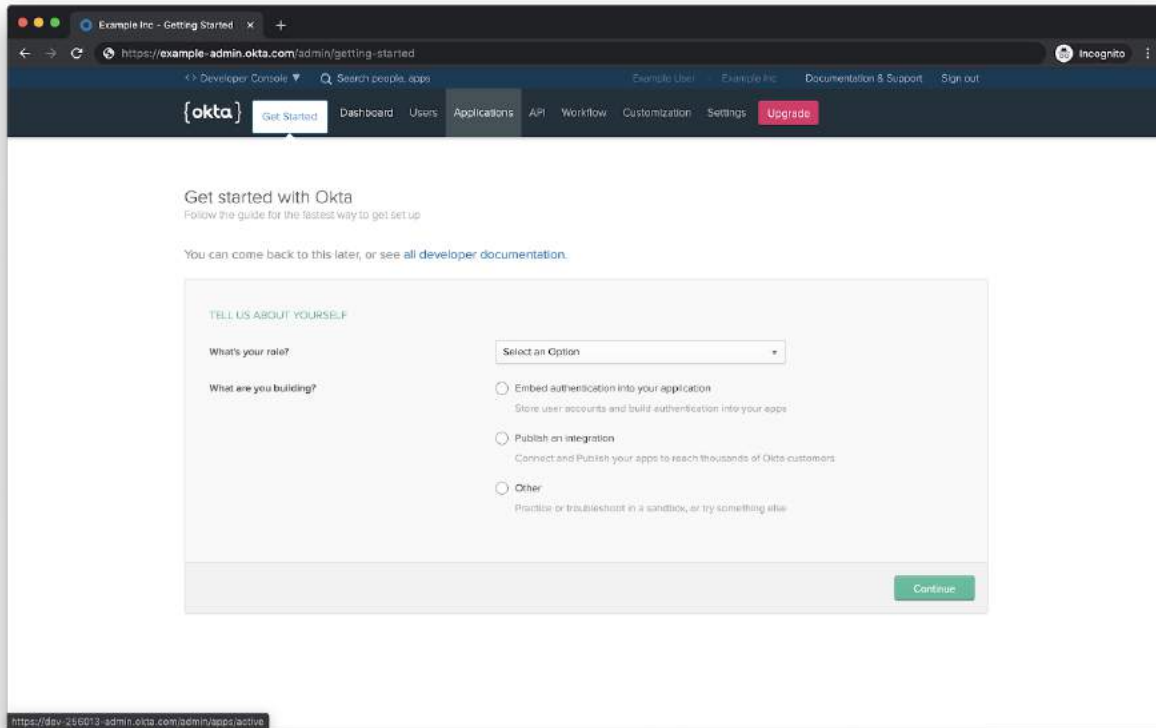 Example Inc - Getting Started
https://example-admin.okta.com/admin/getting-started
Incognito
<> Developer Console ▼ Search people, apps Example User Example Inc Documentation & Support Sign out
{okta} Get Started Dashboard Users Applications API Workflow Customization Settings Upgrade
Get started with Okta
Follow the guide for the fastest way to get set up
You can come back to this later, or see all developer documentation.
TELL US ABOUT YOURSELF
What's your role? Select an Option
What are you building? Embed authentication into your application
Store user accounts and build authentication into your apps
Publish an integration
Connect and Publish your apps to reach thousands of Okta customers
Other
Practice or troubleshoot in a sandbox, or try something else
Continue
https://dev-256013-admin.okta.com/admin/apps/active